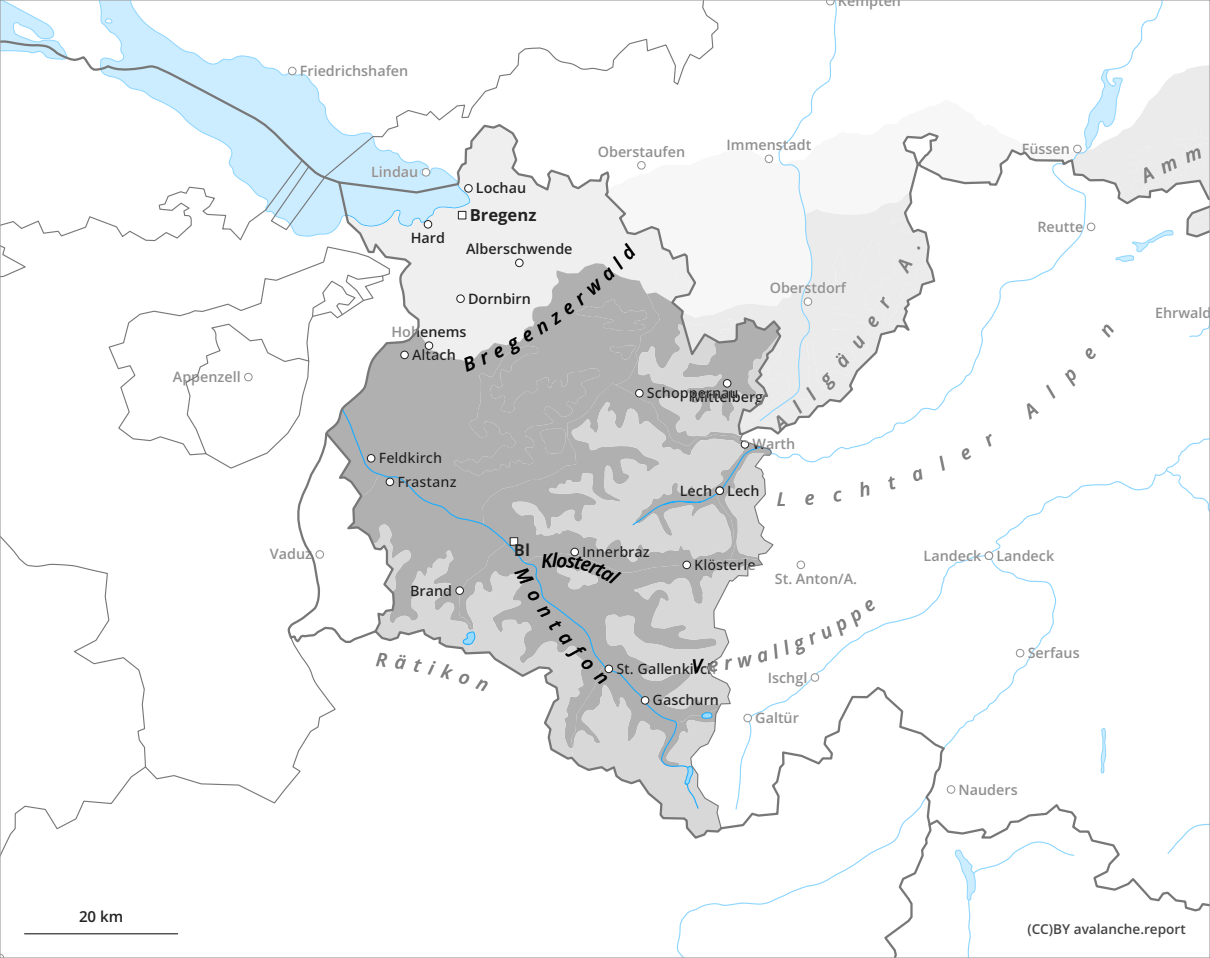 Kempten
Friedrichshafen
Immenstadt
Oberstaufen
Füssen
Amm
Lindau
Lochau
Bregenz
Hard
Reutte
Alberschwende
Allgäuer A.
Oberstdorf
Dornbirn
Bregenzerwald
Ehrwald
Hohenems
Altach
Appenzell
Schoppernau
Mittelberg
Lechtaler Alpen
Warth
Feldkirch
Frastanz
Lech
Lech
Bl
Innerbraz
Klostertal
Vaduz
Klösterle
Landeck
Landeck
St. Anton/A.
Brand
Montafon
Verwallgruppe
Rätikon
Serfaus
St. Gallenkirch
Ischgl
Gaschurn
Galtür
Nauders
20 km
(CC)BY avalanche.report